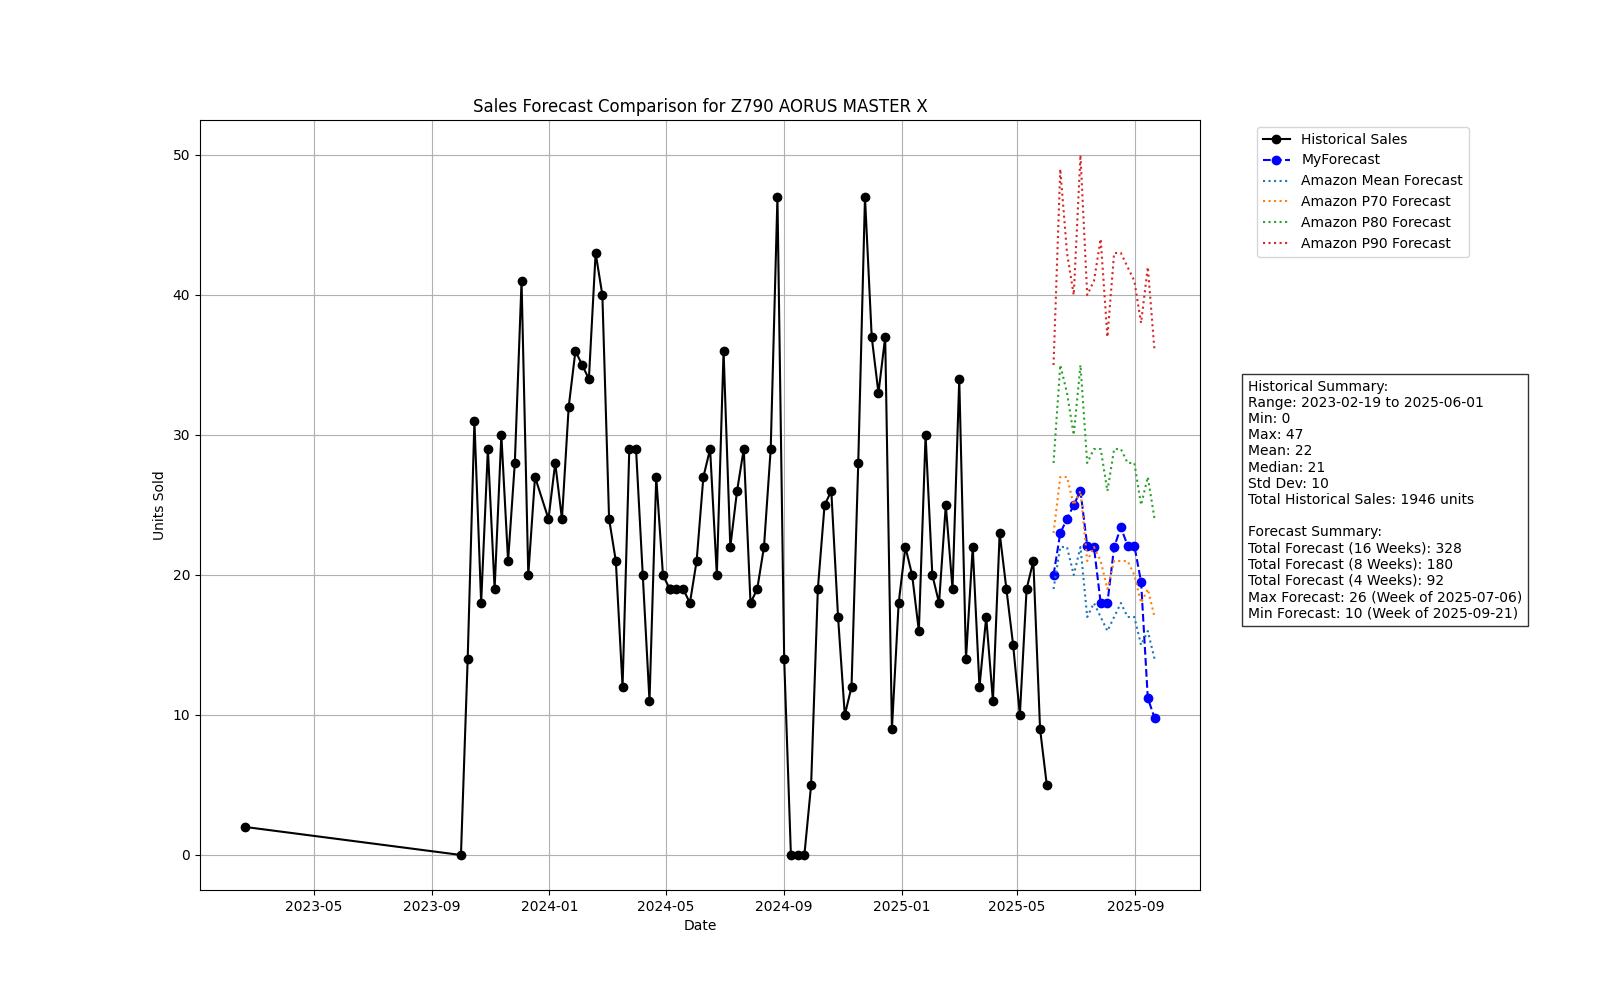 Sales Forecast Comparison for Z790 AORUS MASTER X
50
40
30
20
10
0
Units Sold
2023-05
2023-09
2024-01
2024-05
2024-09
2025-01
2025-05
2025-09
Date
Historical Sales
MyForecast
Amazon Mean Forecast
Amazon P70 Forecast
Amazon P80 Forecast
Amazon P90 Forecast
Historical Summary:
Range: 2023-02-19 to 2025-06-01
Min: 0
Max: 47
Mean: 22
Median: 21
Std Dev: 10
Total Historical Sales: 1946 units
Forecast Summary:
Total Forecast (16 Weeks): 328
Total Forecast (8 Weeks): 180
Total Forecast (4 Weeks): 92
Max Forecast: 26 (Week of 2025-07-06)
Min Forecast: 10 (Week of 2025-09-21)